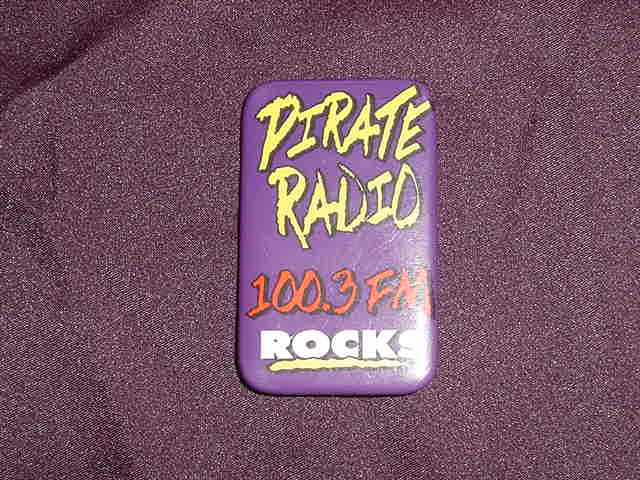 PIRATE
RADIO
100.3 FM
ROCKS